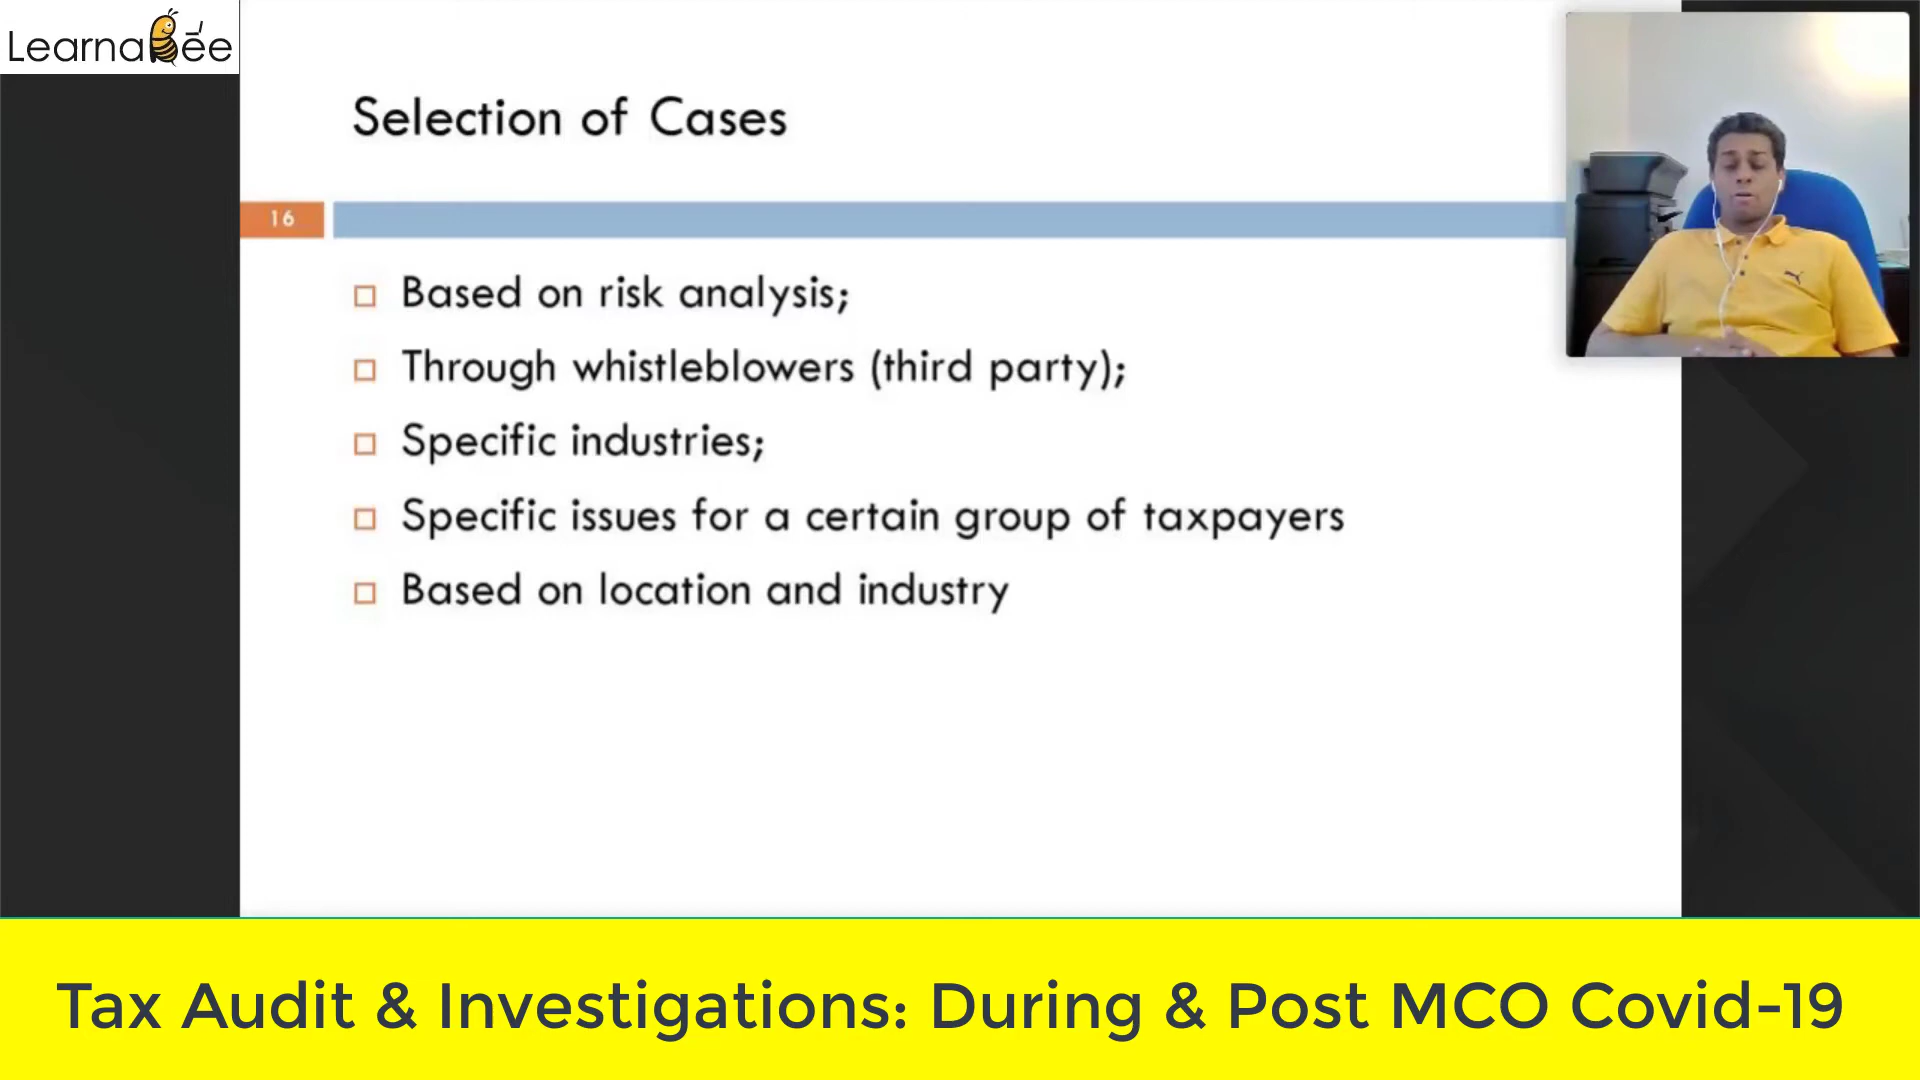 LearnaBee
Selection of Cases
16
Based on risk analysis;
Through whistleblowers (third party);
Specific industries;
Specific issues for a certain group of taxpayers
Based on location and industry
Tax Audit & Investigations: During & Post MCO Covid-19